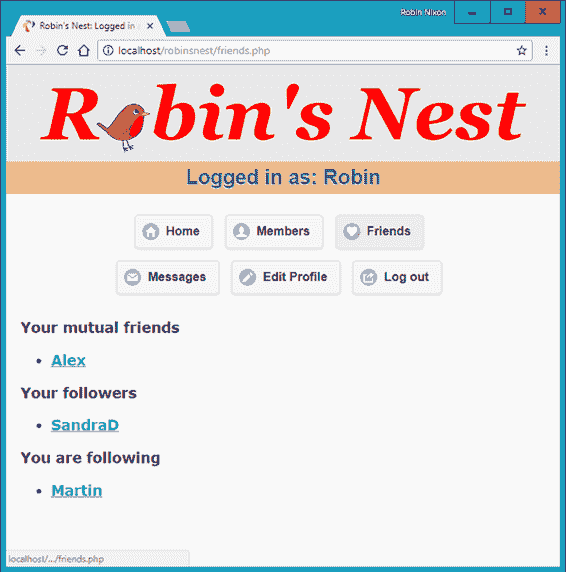 Robin Nixon
Robin's Nest: Logged in
localhost/robinsnest/friends.php
Robin's Nest
Logged in as: Robin
Home Members Friends
Messages Edit Profile Log out
Your mutual friends
• Alex
Your followers
• SandraD
You are following
• Martin
localhost/.../friends.php